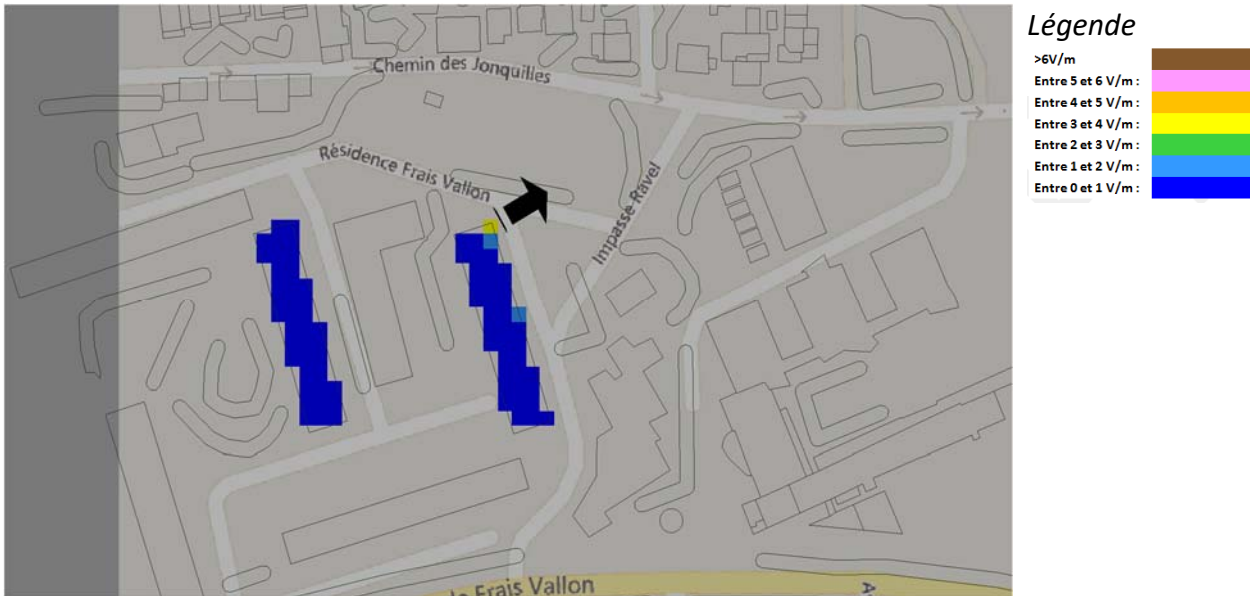 Légende
>6V/m
Entre 5 et 6 V/m :
Entre 4 et 5 V/m :
Entre 3 et 4 V/m :
Entre 2 et 3 V/m :
Entre 1 et 2 V/m :
Entre 0 et 1 V/m :
Chemin des Jonquilles
Résidence Frais Vallon
Impasse Ravel
Frais Vallon